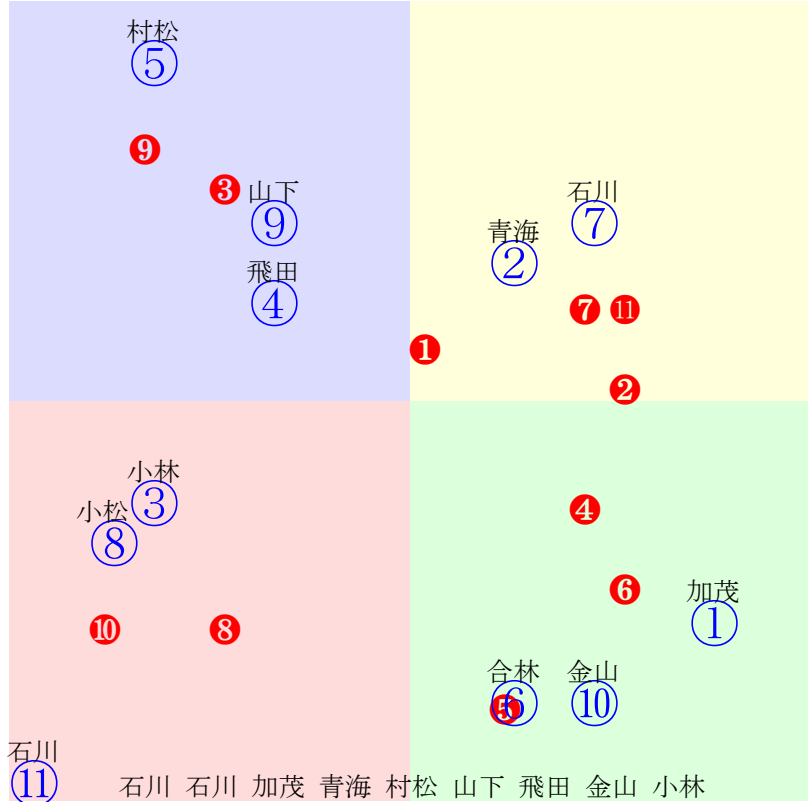 村松
⑤
❾
❸
山下
⑨
石川
⑦
青海
②
飛田
④
❼ ⓫
❶
❷
小林
③
小松
⑧
❹
❻
加茂
①
❿ ❽
合林
⑥
❺
金山
⑩
石川
⑪
石川 石川 加茂 青海 村松 山下 飛田 金山 小林